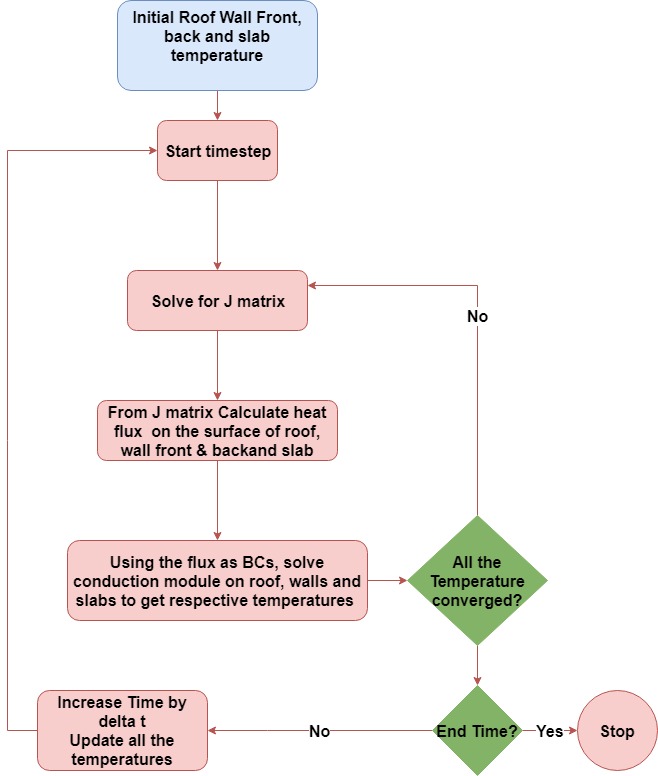 Initial Roof Wall Front,
back and slab
temperature
Start timestep
Solve for J matrix
No
From J matrix Calculate heat
flux on the surface of roof,
wall front & backand slab
Using the flux as BCs, solve
conduction module on roof, walls and
slabs to get respective temperatures
All the
Temperature
converged?
Increase Time by
delta t
Update all the
temperatures
No
End Time?
Yes
Stop